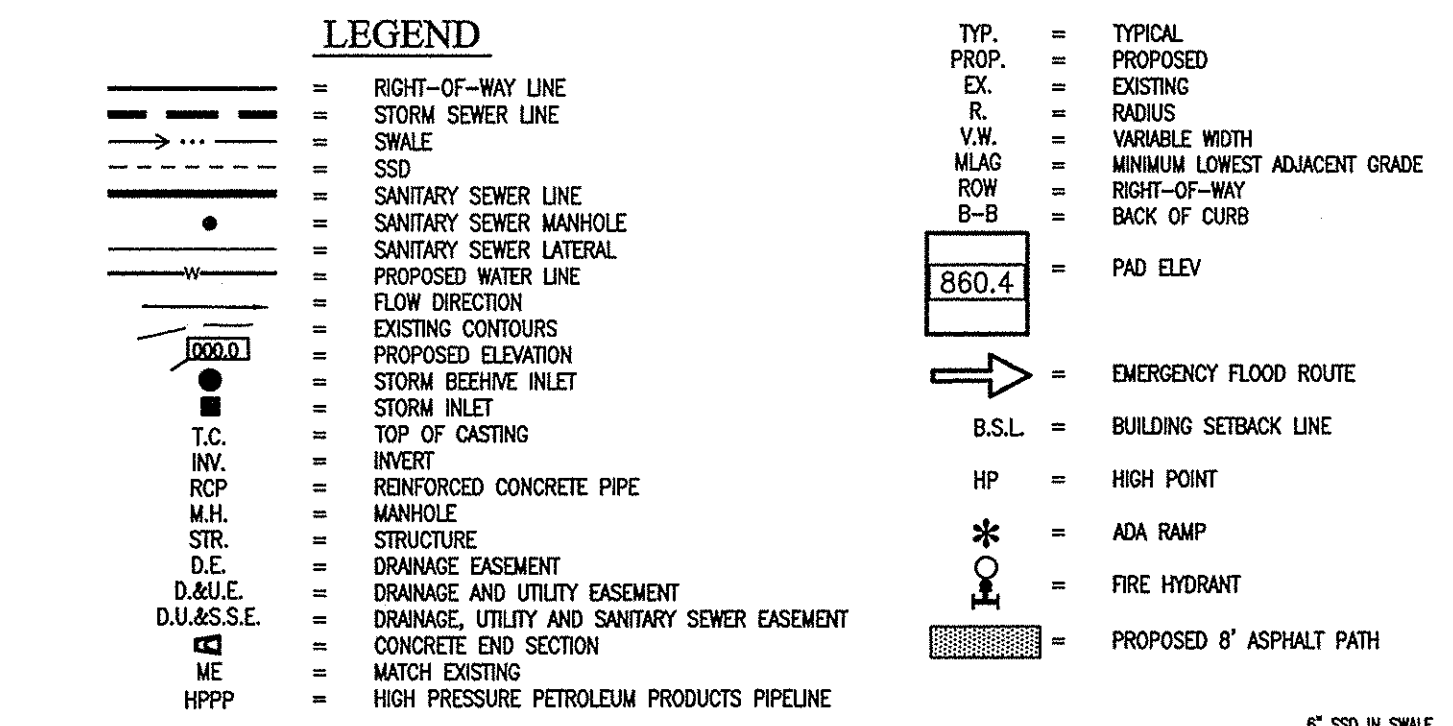 LEGEND
= RIGHT-OF-WAY LINE
= STORM SEWER LINE
= SWALE
= SSD
= SANITARY SEWER LINE
= SANITARY SEWER MANHOLE
= SANITARY SEWER LATERAL
W = PROPOSED WATER LINE
= FLOW DIRECTION
= EXISTING CONTOURS
000.0 = PROPOSED ELEVATION
= STORM BEEHIVE INLET
= STORM INLET
T.C. = TOP OF CASTING
INV. = INVERT
RCP = REINFORCED CONCRETE PIPE
M.H. = MANHOLE
STR. = STRUCTURE
D.E. = DRAINAGE EASEMENT
D.&U.E. = DRAINAGE AND UTILITY EASEMENT
D.U.&S.S.E. = DRAINAGE, UTILITY AND SANITARY SEWER EASEMENT
= CONCRETE END SECTION
ME = MATCH EXISTING
HPPP = HIGH PRESSURE PETROLEUM PRODUCTS PIPELINE
TYP. = TYPICAL
PROP. = PROPOSED
EX. = EXISTING
R. = RADIUS
V.W. = VARIABLE WIDTH
MLAG = MINIMUM LOWEST ADJACENT GRADE
ROW = RIGHT-OF-WAY
B-B = BACK OF CURB
860.4 = PAD ELEV
= EMERGENCY FLOOD ROUTE
B.S.L. = BUILDING SETBACK LINE
HP = HIGH POINT
= ADA RAMP
= FIRE HYDRANT
= PROPOSED 8' ASPHALT PATH
6" SSD IN SWALE